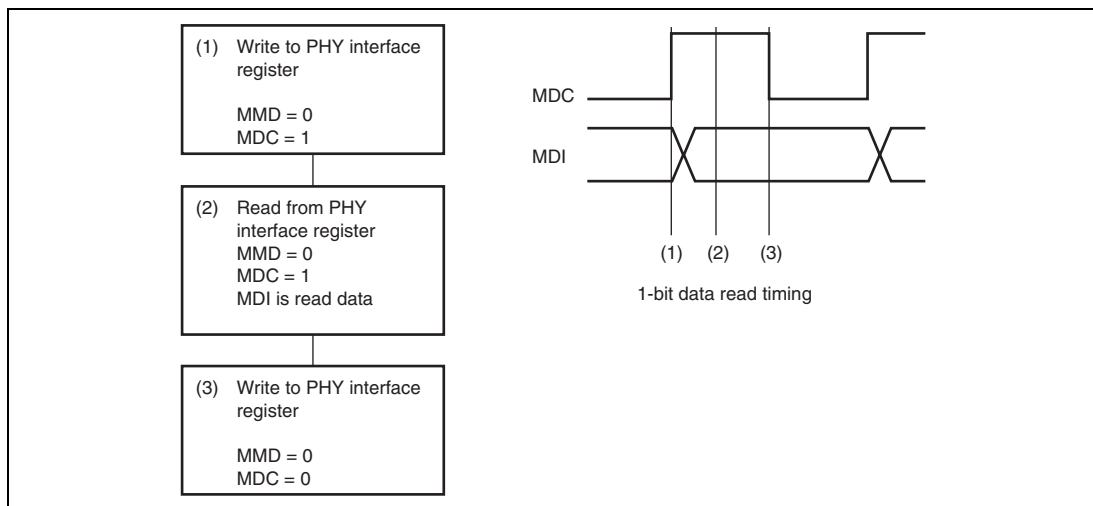 (1) Write to PHY interface
register
MMD = 0
MDC = 1
(2) Read from PHY
interface register
MMD = 0
MDC = 1
MDI is read data
(3) Write to PHY interface
register
MMD = 0
MDC = 0
MDC
MDI
(1) (2) (3)
1-bit data read timing